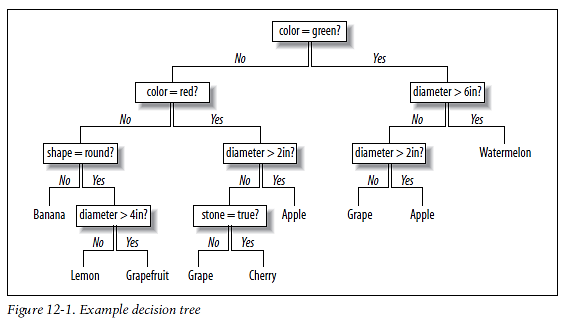 color = green?
No Yes
color = red? diameter > 6in?
No Yes No Yes
shape = round? diameter > 2in? diameter > 2in? Watermelon
No Yes No Yes No Yes
Banana diameter > 4in? stone = true? Apple Grape Apple
No Yes No Yes
Lemon Grapefruit Grape Cherry
Figure 12-1. Example decision tree